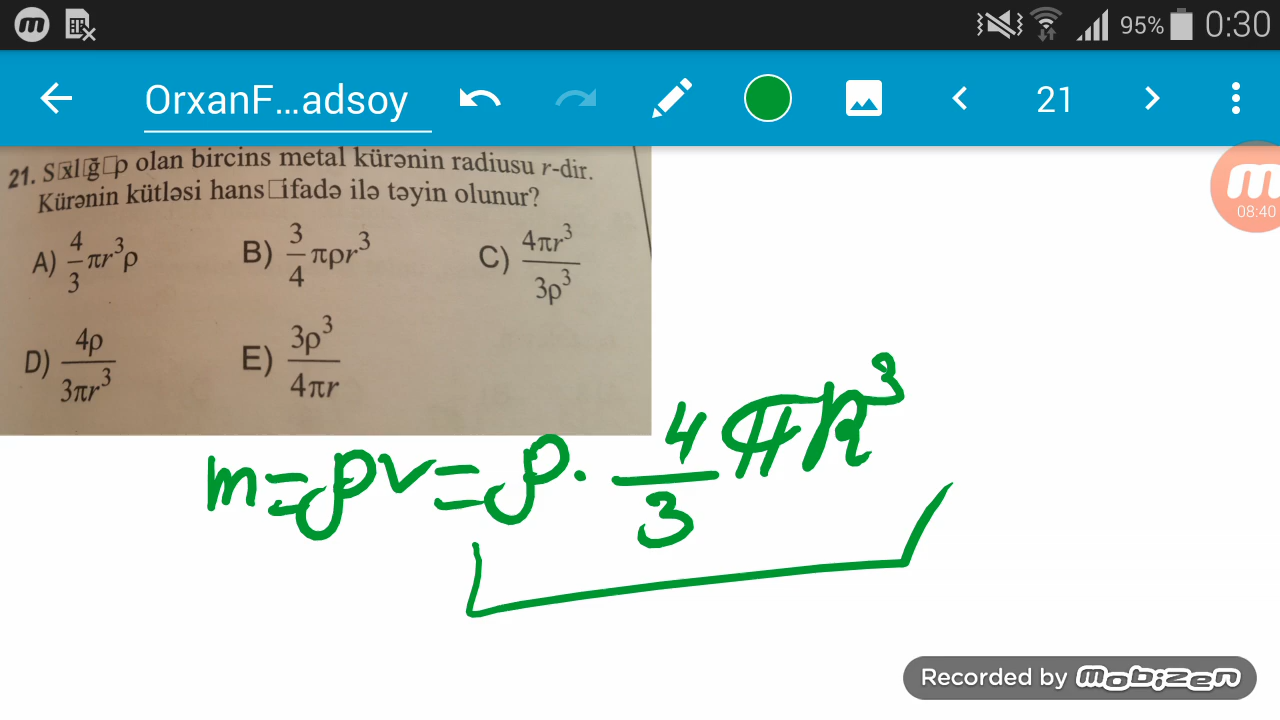 95% 0:30
OrxanF...adsoy 21
21. S□xl□ğ□ρ olan bircins metal kürənin radiusu r-dir.
Kürənin kütləsi hans□ifadə ilə təyin olunur?
A) 4/3 πr³ρ B) 3/4 πρr³ C) 4πr³/3ρ³
D) 4ρ/3πr³ E) 3ρ³/4πr
m=ρv=ρ·4/3 πR³
08:40
Recorded by mobizen